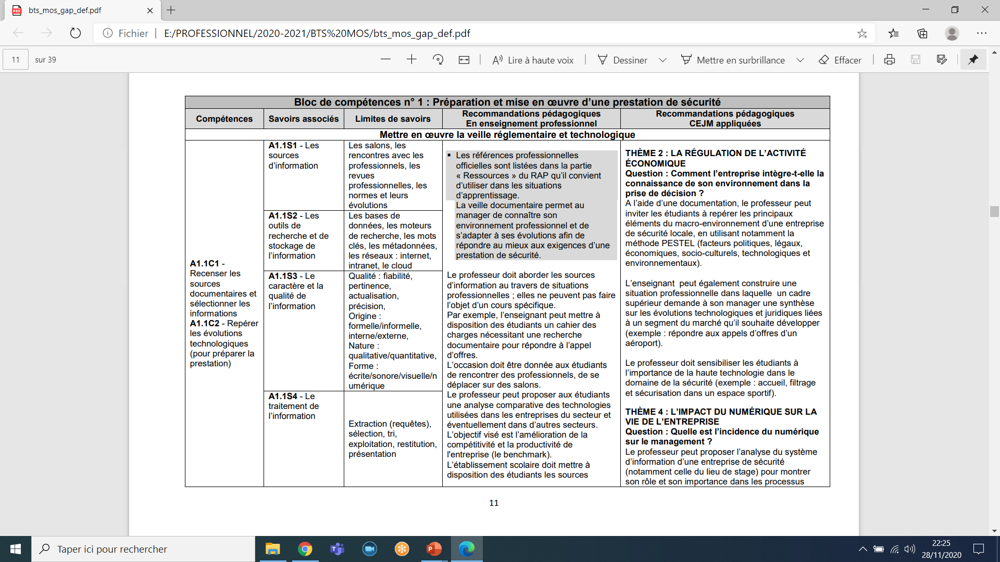 bts_mos_gap_def.pdf
Fichier
E:/PROFESSIONNEL/2020-2021/BTS%20MOS/bts_mos_gap_def.pdf
11
sur 39
Lire à haute voix
Dessiner
Mettre en surbrillance
Effacer
Bloc de compétences n° 1 : Préparation et mise en œuvre d’une prestation de sécurité
Compétences
Savoirs associés
Limites de savoirs
Recommandations pédagogiques
En enseignement professionnel
Recommandations pédagogiques
CEJM appliquées
Mettre en œuvre la veille réglementaire et technologique
A1.1C1 -
Recenser les
sources
documentaires et
sélectionner les
informations
A1.1C2 - Repérer
les évolutions
technologiques
(pour préparer la
prestation)
A1.1S1 - Les
sources
d’information
Les salons, les
rencontres avec les
professionnels, les
revues
professionnelles, les
normes et leurs
évolutions
A1.1S2 - Les
outils de
recherche et de
stockage de
l’information
Les bases de
données, les moteurs
de recherche, les mots
clés, les métadonnées,
les réseaux : internet,
intranet, le cloud
A1.1S3 - Le
caractère et la
qualité de
l’information
Qualité : fiabilité,
pertinence,
actualisation,
précision,
Origine :
formelle/informelle,
interne/externe,
Nature :
qualitative/quantitative,
Forme :
écrite/sonore/visuelle/n
umérique
A1.1S4 - Le
traitement de
l’information
Extraction (requêtes),
sélection, tri,
exploitation, restitution,
présentation
▪ Les références professionnelles
officielles sont listées dans la partie
« Ressources » du RAP qu’il convient
d’utiliser dans les situations
d’apprentissage.
La veille documentaire permet au
manager de connaître son
environnement professionnel et de
s’adapter à ses évolutions afin de
répondre au mieux aux exigences d’une
prestation de sécurité.
Le professeur doit aborder les sources
d’information au travers de situations
professionnelles ; elles ne peuvent pas faire
l’objet d’un cours spécifique.
Par exemple, l’enseignant peut mettre à
disposition des étudiants un cahier des
charges nécessitant une recherche
documentaire pour répondre à l’appel
d’offres.
L’occasion doit être donnée aux étudiants
de rencontrer des professionnels, de se
déplacer sur des salons.
Le professeur peut proposer aux étudiants
une analyse comparative des technologies
utilisées dans les entreprises du secteur et
éventuellement dans d’autres secteurs.
L’objectif visé est l’amélioration de la
compétitivité et la productivité de
l'entreprise (le benchmark).
L’établissement scolaire doit mettre à
disposition des étudiants les sources
THÈME 2 : LA RÉGULATION DE L’ACTIVITÉ
ÉCONOMIQUE
Question : Comment l’entreprise intègre-t-elle la
connaissance de son environnement dans la
prise de décision ?
A l’aide d’une documentation, le professeur peut
inviter les étudiants à repérer les principaux
éléments du macro-environnement d’une entreprise
de sécurité locale, en utilisant notamment la
méthode PESTEL (facteurs politiques, légaux,
économiques, socio-culturels, technologiques et
environnementaux).
L’enseignant peut également construire une
situation professionnelle dans laquelle un cadre
supérieur demande à son manager une synthèse
sur les évolutions technologiques et juridiques liées
à un segment du marché qu’il souhaite développer
(exemple : répondre aux appels d’offres d’un
aéroport).
Le professeur doit sensibiliser les étudiants à
l’importance de la haute technologie dans le
domaine de la sécurité (exemple : accueil, filtrage
et sécurisation dans un espace sportif).
THÈME 4 : L’IMPACT DU NUMÉRIQUE SUR LA
VIE DE L’ENTREPRISE
Question : Quelle est l’incidence du numérique
sur le management ?
Le professeur peut proposer l’analyse du système
d’information d’une entreprise de sécurité
(notamment celle du lieu de stage) pour montrer
son rôle et son importance dans les processus
11
Taper ici pour rechercher
22:25
28/11/2020